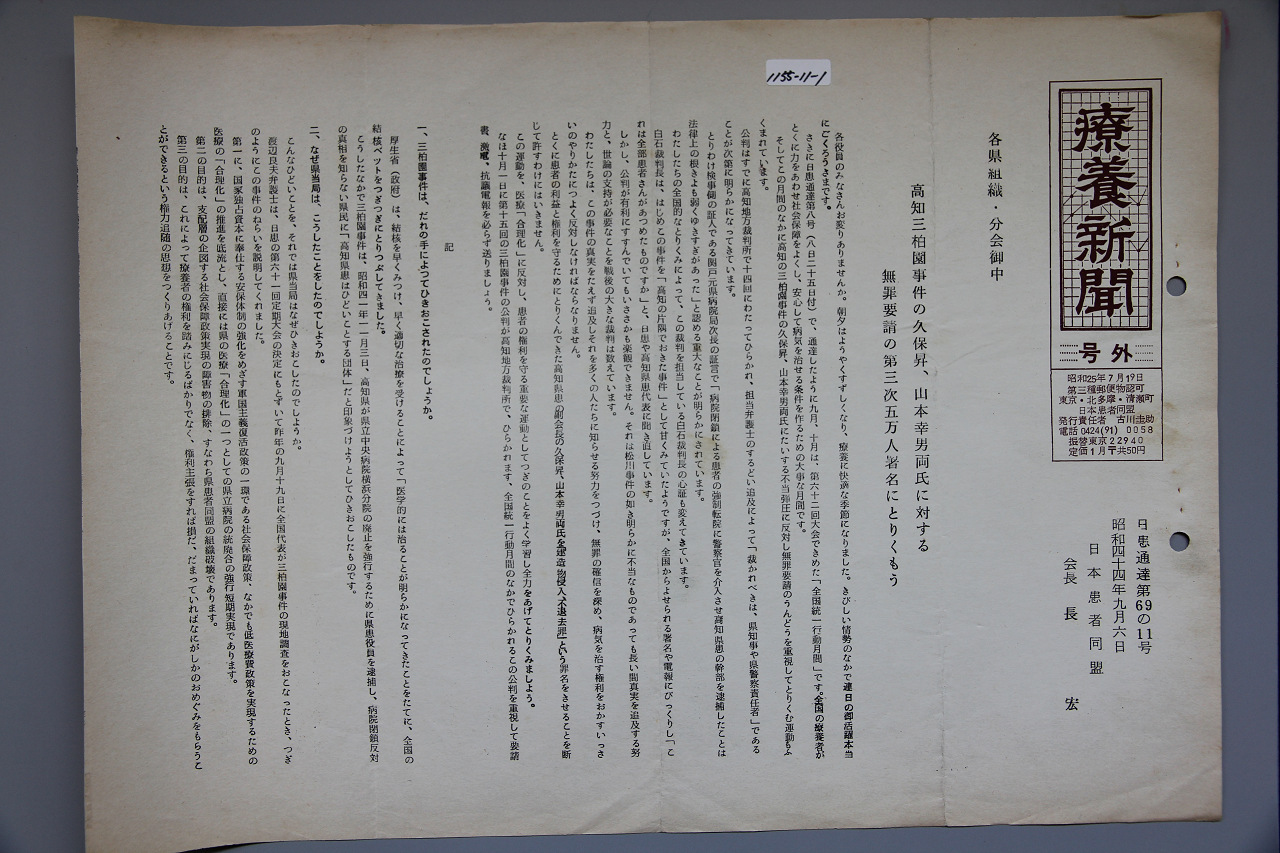 1155-11-1
療養新聞
号外
昭和25年7月19日
第三種郵便物認可
東京・北多摩・清瀬町
日本患者同盟
発行責任者 古川圭助
電話0424(91) 0058
振替東京22940
定価1月〒共50円
日患通達第69の11号
昭和四十四年九月六日
日本患者同盟
会長 長 宏
各県組織・分会御中
高知三柏園事件の久保昇、山本幸男両氏に対する
無罪要請の第三次五万人署名にとりくもう
各役員のみなさんお変りありませんか。朝夕はようやくすずしくなり、療養に快適な季節になりました。きびしい情勢のなかで連日の御活躍本当
にごくろうさまです。
さきに日患通達第八号(八日二十五日付)で、通達したように九月、十月は、第六十二回大会できめた「全国統一行動月間」です。全国の療養者が
とくに力をあわせ社会保障をよくし、安心して病気を治せる条件を作るための大事な月間です。
そしてこの月間のなかに高知の三柏園事件の久保昇、山本幸男両氏にたいする不当弾圧に反対し無罪要請のうんどうを重視してとりくむ運動もふ
くまれています。
公判はすでに高知地方裁判所で十四回にわたってひらかれ、担当弁護士のするどい追及によって「裁かれべきは、県知事や県警察責任者」である
ことが次第に明らかになってきています。
とりわけ検事側の証人である関戸元県病院局次長の証言で「病院閉鎖による患者の強制転院に警察官を介入させ高知県患の幹部を逮捕したことは
法律上の根きよも弱くゆきすぎがあった」と認める重大なことが明らかにされています。
わたしたちの全国的なとりくみによって、この裁判を担当している白石裁判長の心証も変えてきています。
白石裁判長は、はじめこの事件を「高知の片隅でおきた事件」として甘くみていたようですが、全国からよせられる署名や電報にびっくりし「こ
れは全部患者さんがあつめたものですか」と、日患や高知県患代表に聞き直しています。
しかし、公判が有利にすすんでいてもいささかも楽観できません。それは松川事件の如き明らかに不当なものであっても長い間真実を追及する努
力と、世論の支持が必要なことを戦後の大きな裁判は教えています。
わたしたちは、この事件の真実をたえず追及しそれを多くの人たちに知らせる努力をつづけ、無罪の確信を深め、病気を治す権利をおかすいっさ
いのやりかたにつよく反対しなければなりません。
とくに患者の利益と権利を守るためにとりくんできた高知県患の副会長の久保昇、山本幸男両氏を建造物侵入、不退去罪」という罪名をきせることを断
じて許すわけにはいきません。
この運動を、医療「合理化」に反対し、患者の権利を守る重要な運動としてつぎのことをよく学習し全力をあげてとりくみましょう。
なほ十月一日に第十五回の三柏園事件の公判が高知地方裁判所で、ひらかれます、全国統一行動月間のなかでひらかれるこの公判を重視して要請
書、激電、抗議電報を必らず送りましょう。
記
一、三柏園事件は、だれの手によってひきおこされたのでしょうか。
厚生省(政府)は、結核を早くみつけ、早く適切な治療を受けることによって「医学的には治ることが明らかになってきたことをたてに、全国の
結核ベットをつぎつぎにとりつぶしてきました。
こうしたなかで三柏園事件は、昭和四一年一一月三日、高知県が県立中央病院横浜分院の廃止を強行するために県患役員を逮捕し、病院閉鎖反対
の真相を知らない県民に「高知県患はひどいことする団体」だと印象づけようとしてひきおこしたものです。
二、なぜ県当局は、こうしたことをしたのでしょうか。
こんなひどいことを、それでは県当局はなぜひきおこしたのでしようか。
渡辺良夫弁護士は、日患の第六十一回定期大会の決定にもとずいて昨年の九月十九日に全国代表が三柏園事件の現地調査をおこなったとき、つぎ
のようにこの事件のねらいを説明してくれました。
第一に、国家独占資本に奉仕する安保体制の強化をめざす軍国主義復活政策の一環である社会保障政策、なかでも低医療費政策を実現するための
医療の「合理化」の推進を底流とし、直接には県の医療「合理化」の一つとしての県立病院の統廃合の強行短期実現であります。
第二の目的は、支配層の企図する社会保障政策実現の障害物の排除、すなわち県患者同盟の組織破壊であります。
第三の目的は、これによって療養者の権利を踏みにじるばかりでなく、権利主張をすれば損だ、だまっていればなにがしかのおめぐみをもらうこ
とができるという権力追随の思想をつくりあげることです。